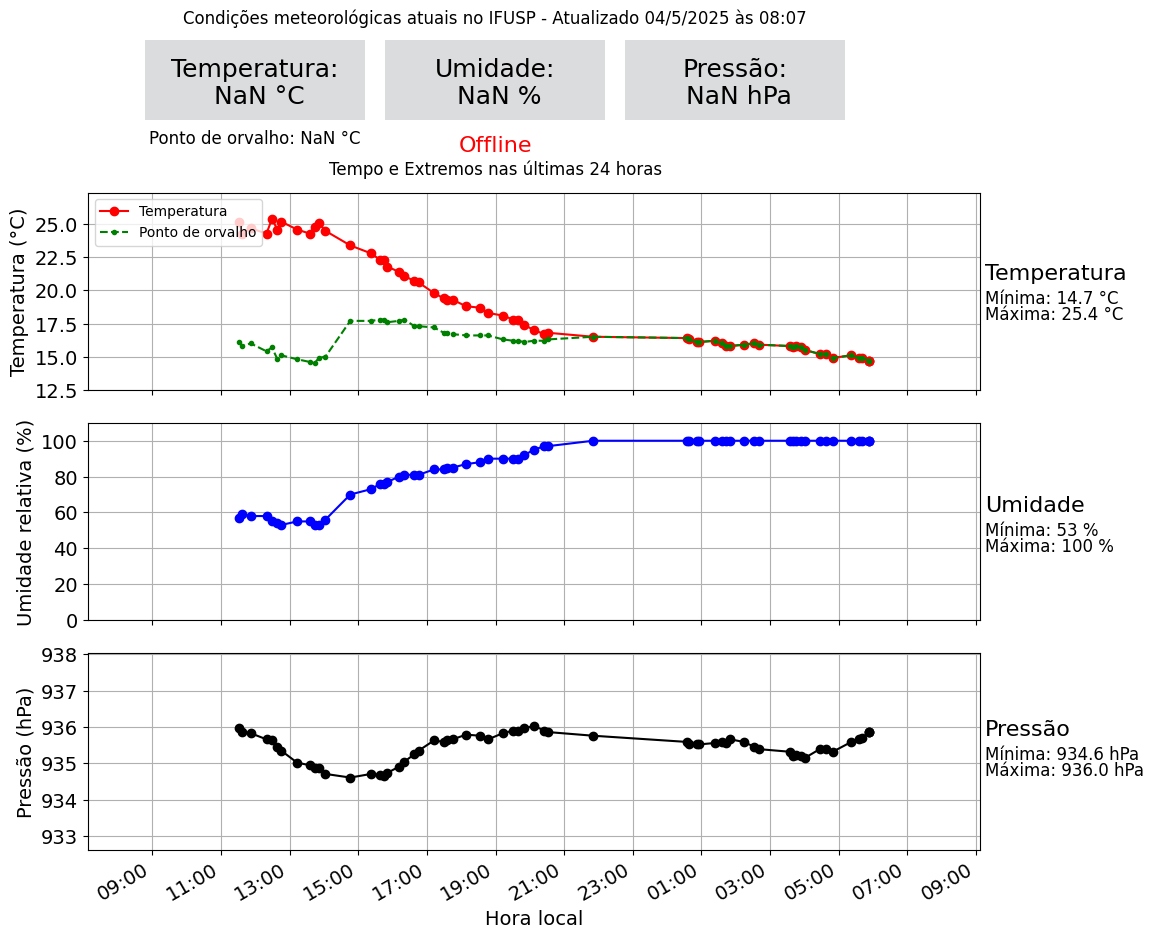 Condições meteorológicas atuais no IFUSP - Atualizado 04/5/2025 às 08:07
Temperatura:
NaN °C
Umidade:
NaN %
Pressão:
NaN hPa
Ponto de orvalho: NaN °C
Offline
Tempo e Extremos nas últimas 24 horas
Temperatura (°C)
25.0
22.5
20.0
17.5
15.0
12.5
Temperatura
Ponto de orvalho
Temperatura
Mínima: 14.7 °C
Máxima: 25.4 °C
Umidade relativa (%)
100
80
60
40
20
0
Umidade
Mínima: 53 %
Máxima: 100 %
Pressão (hPa)
938
937
936
935
934
933
Pressão
Mínima: 934.6 hPa
Máxima: 936.0 hPa
09:00
11:00
13:00
15:00
17:00
19:00
21:00
23:00
01:00
03:00
05:00
07:00
09:00
Hora local